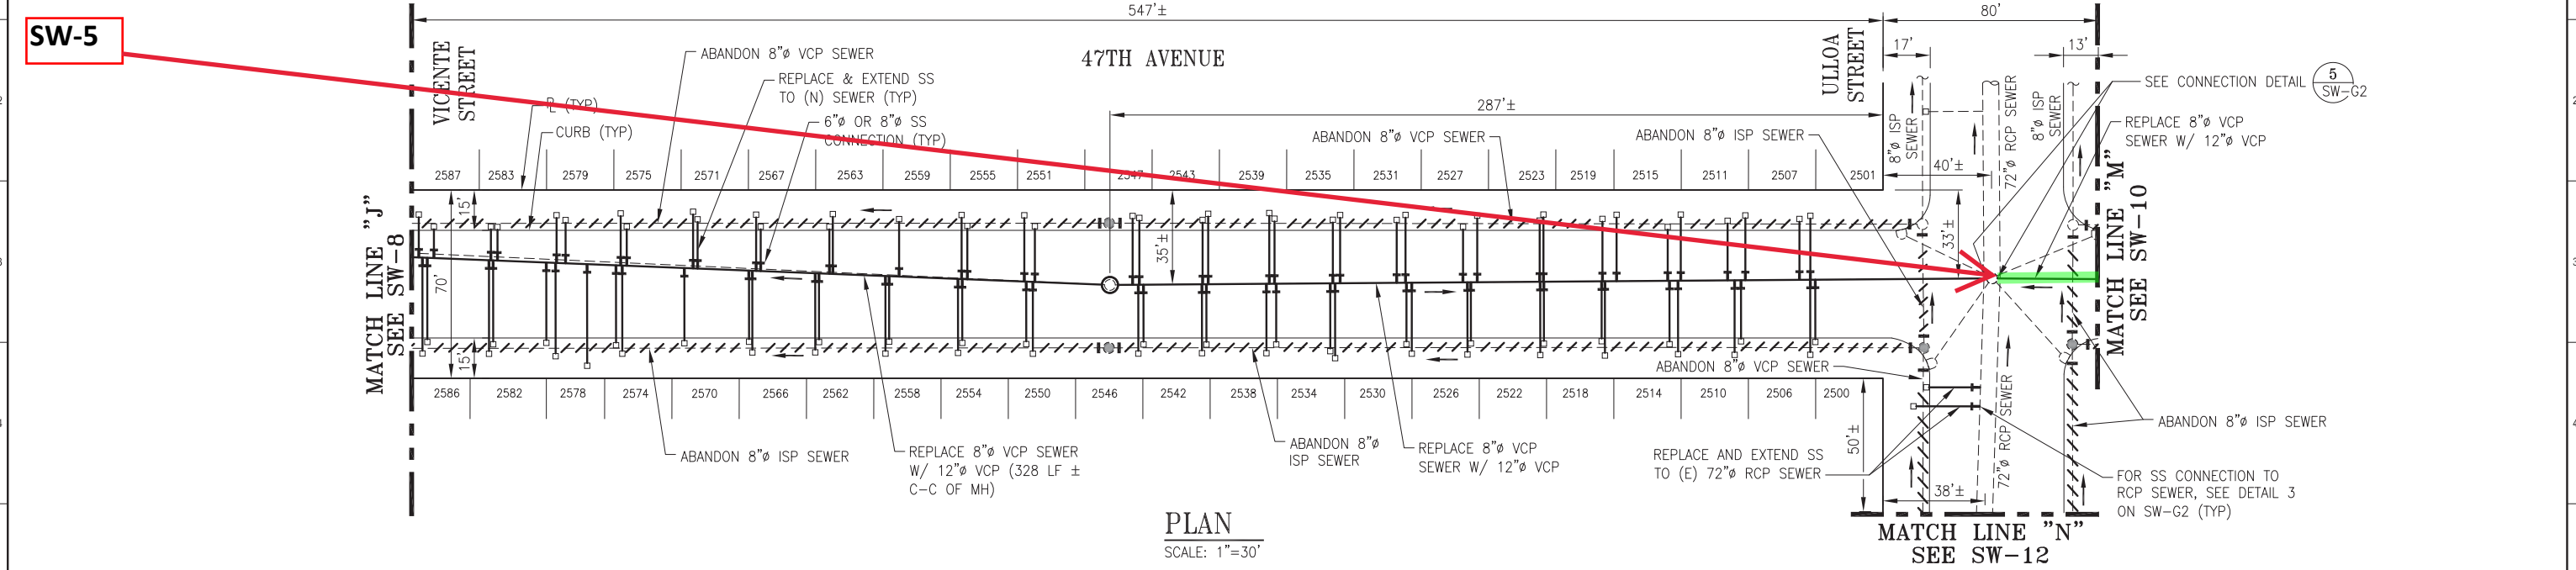 SW-5
547'±
80'
VICENTE
STREET
ABANDON 8"ø VCP SEWER
REPLACE & EXTEND SS
TO (N) SEWER (TYP)
6"ø OR 8"ø SS
CONNECTION (TYP)
PL (TYP)
CURB (TYP)
47TH AVENUE
287'±
ABANDON 8"ø VCP SEWER
ABANDON 8"ø ISP SEWER
ULLOA
STREET
17'
13'
8"ø ISP
SEWER
72"ø RCP SEWER
8"ø ISP
SEWER
40'±
SEE CONNECTION DETAIL
5
SW-G2
REPLACE 8"ø VCP
SEWER W/ 12"ø VCP
2587
2583
2579
2575
2571
2567
2563
2559
2555
2551
2547
2543
2539
2535
2531
2527
2523
2519
2515
2511
2507
2501
MATCH LINE "J"
SEE SW-8
15'
70'
15'
35'±
33'±
MATCH LINE "M"
SEE SW-10
2586
2582
2578
2574
2570
2566
2562
2558
2554
2550
2546
2542
2538
2534
2530
2526
2522
2518
2514
2510
2506
2500
ABANDON 8"ø VCP SEWER
ABANDON 8"ø ISP SEWER
REPLACE 8"ø VCP SEWER
W/ 12"ø VCP (328 LF ±
C-C OF MH)
ABANDON 8"ø
ISP SEWER
REPLACE 8"ø VCP
SEWER W/ 12"ø VCP
REPLACE AND EXTEND SS
TO (E) 72"ø RCP SEWER
50'±
38'±
72"ø RCP SEWER
ABANDON 8"ø ISP SEWER
FOR SS CONNECTION TO
RCP SEWER, SEE DETAIL 3
ON SW-G2 (TYP)
PLAN
SCALE: 1"=30'
MATCH LINE "N"
SEE SW-12